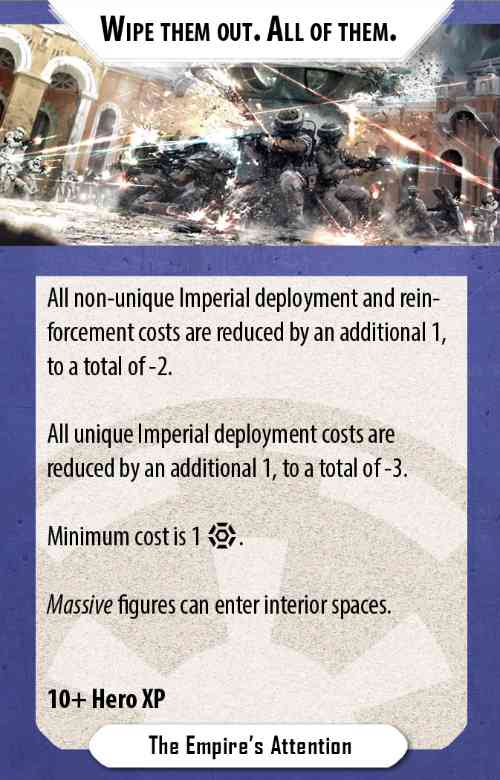 Wipe them out. All of them.
All non-unique Imperial deployment and rein-
forcement costs are reduced by an additional 1,
to a total of -2.
All unique Imperial deployment costs are
reduced by an additional 1, to a total of -3.
Minimum cost is 1 .
Massive figures can enter interior spaces.
10+ Hero XP
The Empire's Attention